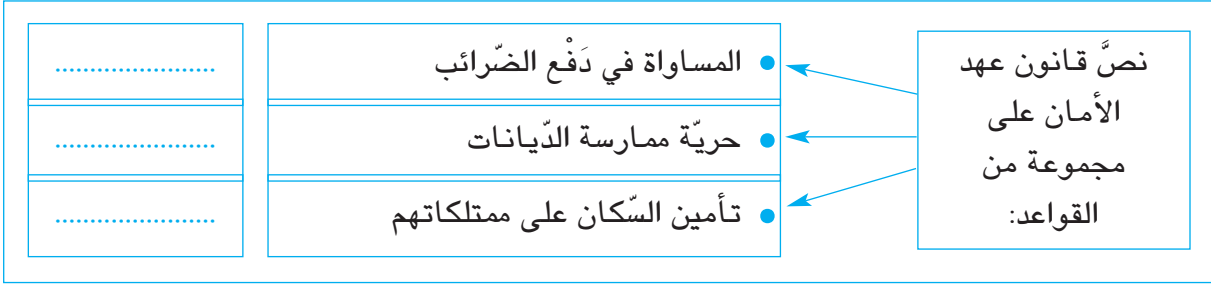 نصَّ قانون عهد
الأمان على
مجموعة من
القواعد:
● المساواة في دَفْع الضّرائب
.......................
● حريّة ممارسة الدّيانات
.......................
● تأمين السّكان على ممتلكاتهم
.......................